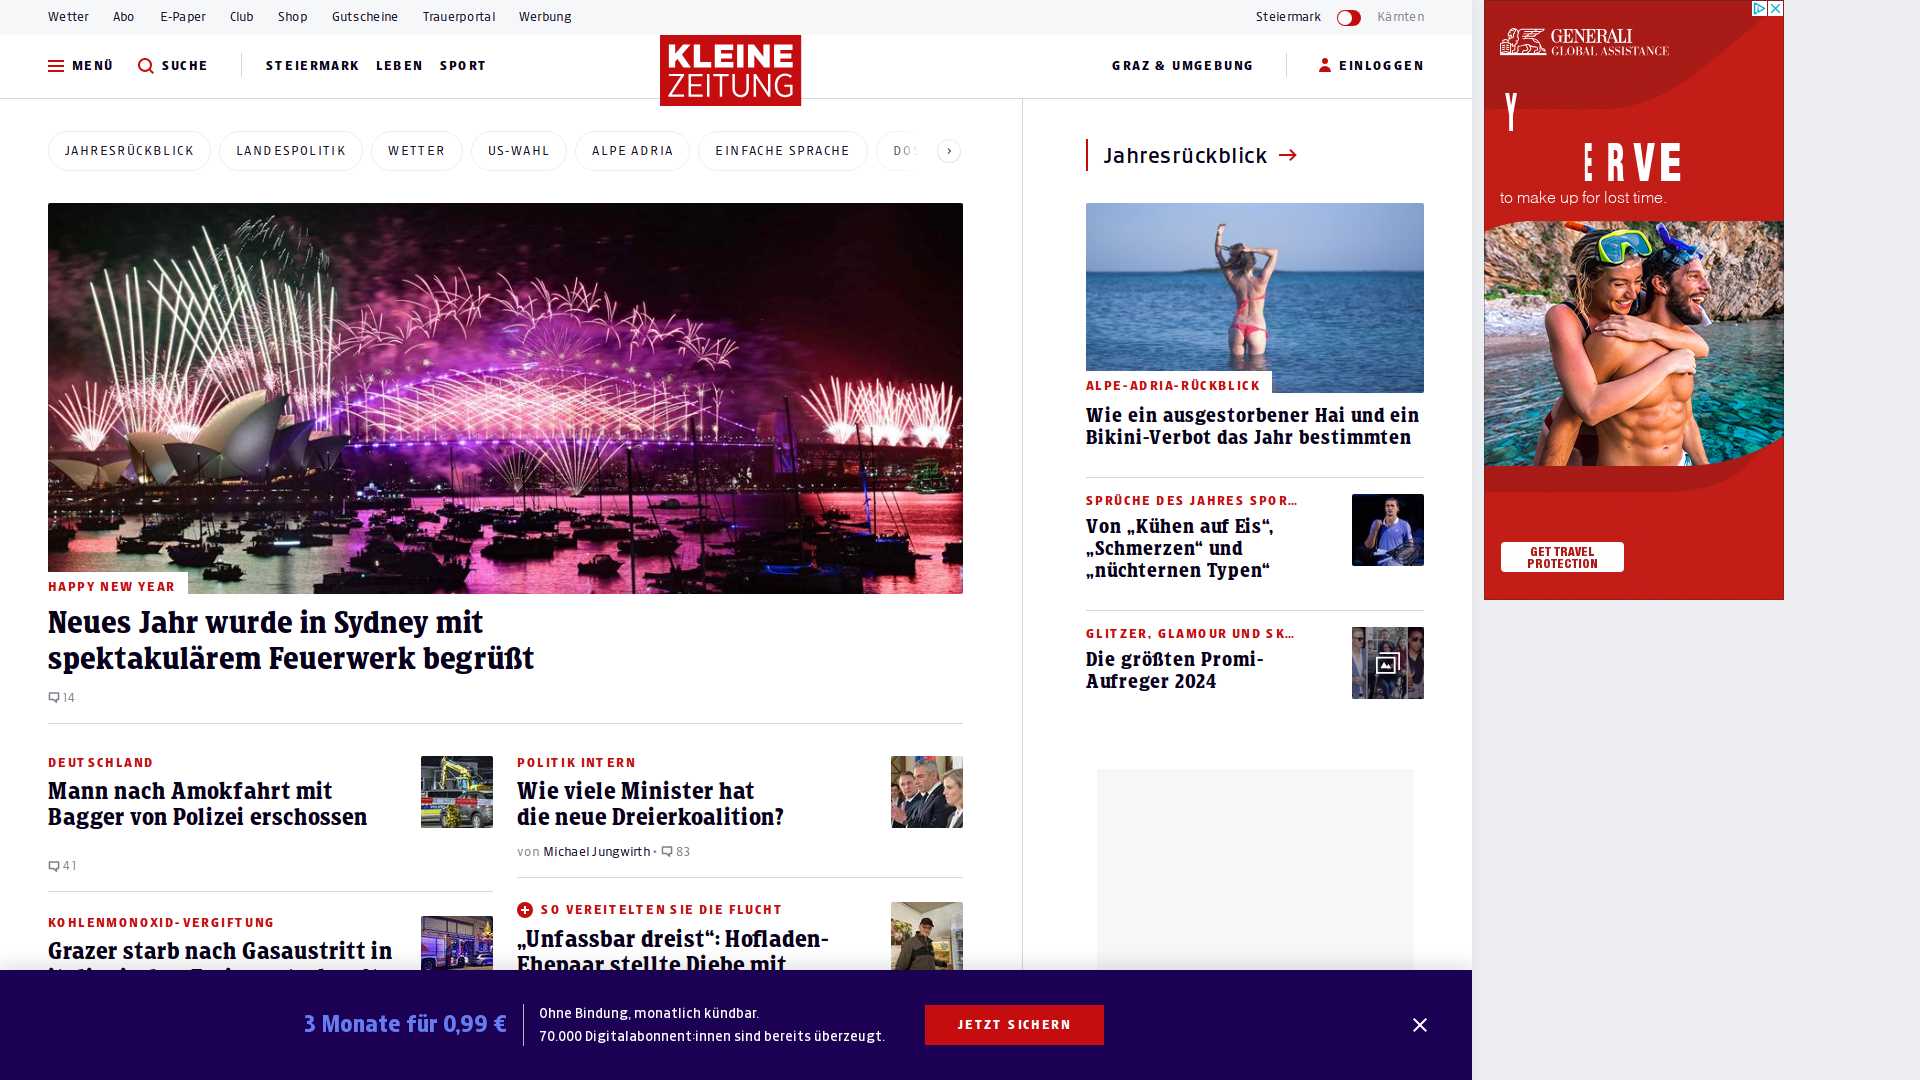 Wetter Abo E-Paper Club Shop Gutscheine Trauerportal Werbung
Steiermark Kärnten
MENÜ SUCHE STEIERMARK LEBEN SPORT
KLEINE
ZEITUNG
GRAZ & UMGEBUNG EINLOGGEN
JAHRESRÜCKBLICK LANDESPOLITIK WETTER US-WAHL ALPE ADRIA EINFACHE SPRACHE
HAPPY NEW YEAR
Neues Jahr wurde in Sydney mit
spektakulärem Feuerwerk begrüßt
14
DEUTSCHLAND
Mann nach Amokfahrt mit
Bagger von Polizei erschossen
41
KOHLENMONOXID-VERGIFTUNG
Grazer starb nach Gasaustritt in
POLITIK INTERN
Wie viele Minister hat
die neue Dreierkoalition?
von Michael Jungwirth • 83
SO VEREITELTEN SIE DIE FLUCHT
„Unfassbar dreist“: Hofladen-
Ehepaar stellte Diebe mit
Jahresrückblick
ALPE-ADRIA-RÜCKBLICK
Wie ein ausgestorbener Hai und ein
Bikini-Verbot das Jahr bestimmten
SPRÜCHE DES JAHRES SPOR...
Von „Kühen auf Eis“,
„Schmerzen“ und
„nüchternen Typen“
GLITZER, GLAMOUR UND SK...
Die größten Promi-
Aufreger 2024
GENERALI
GLOBAL ASSISTANCE
Y
ERVE
to make up for lost time.
GET TRAVEL
PROTECTION
3 Monate für 0,99 €
Ohne Bindung, monatlich kündbar.
70.000 Digitalabonnent:innen sind bereits überzeugt.
JETZT SICHERN